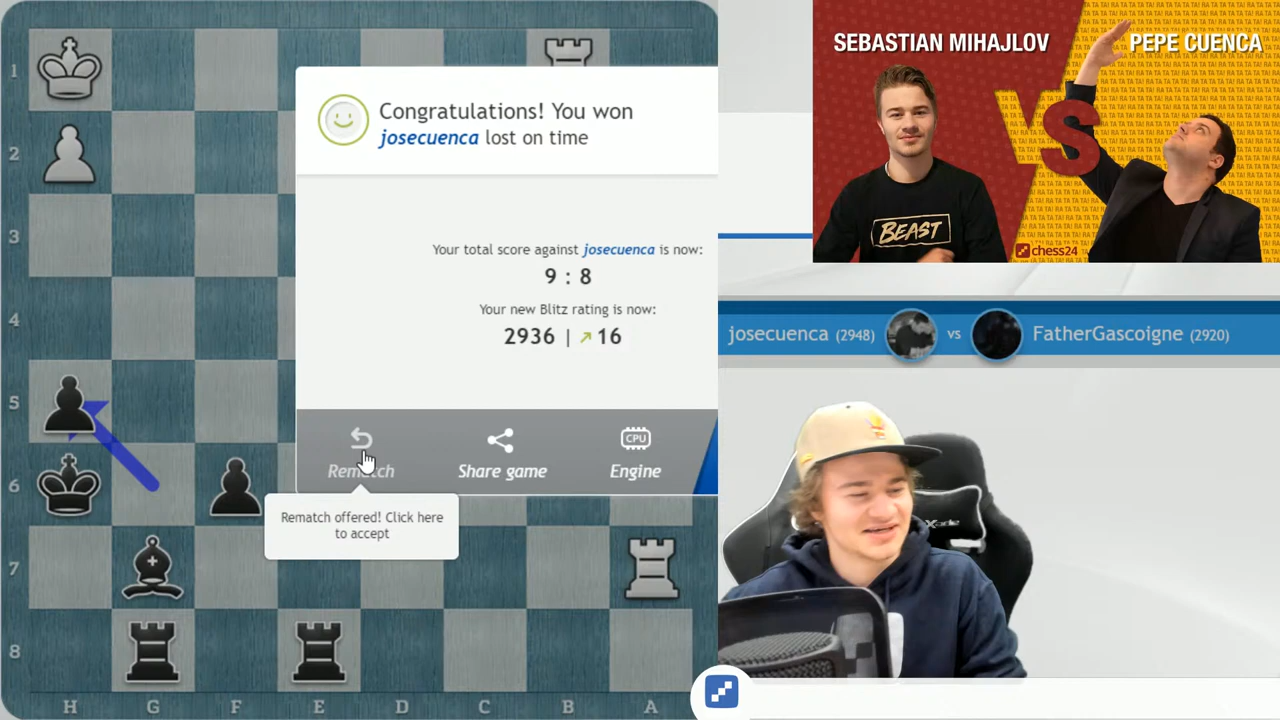 1
2
3
4
5
6
7
8
H G F E D C B A
Congratulations! You won
josecuenca lost on time
Your total score against josecuenca is now:
9 : 8
Your new Blitz rating is now:
2936 | ↗ 16
Rematch
Share game
CPU
Engine
Rematch offered! Click here
to accept
SEBASTIAN MIHAJLOV
PEPE CUENCA
VS
BEAST
chess24
josecuenca (2948) vs FatherGascoigne (2920)